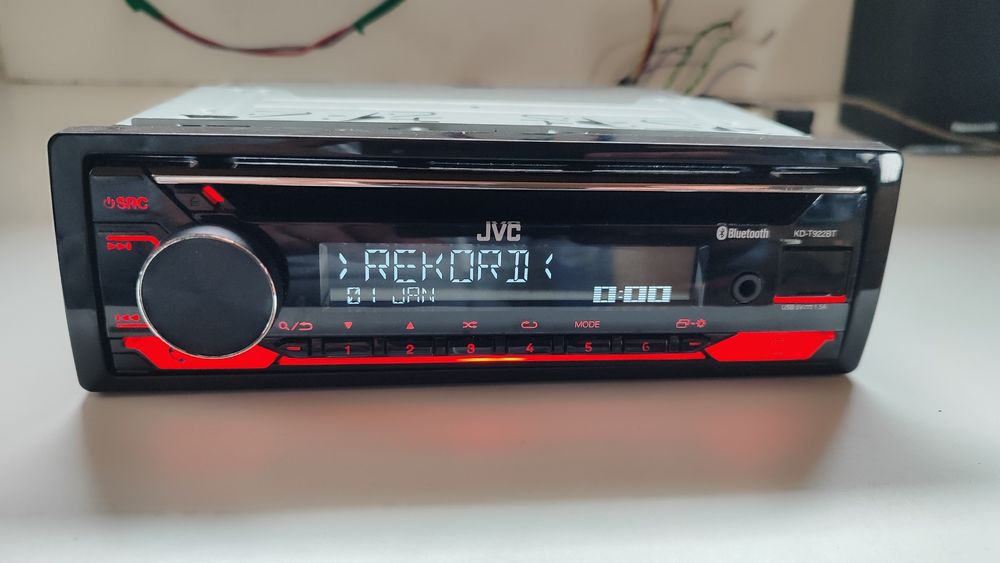 SRC
JVC
Bluetooth
KD-T922BT
>REKORD<
01 JAN
0:00
MODE
1 2 3 4 5 6